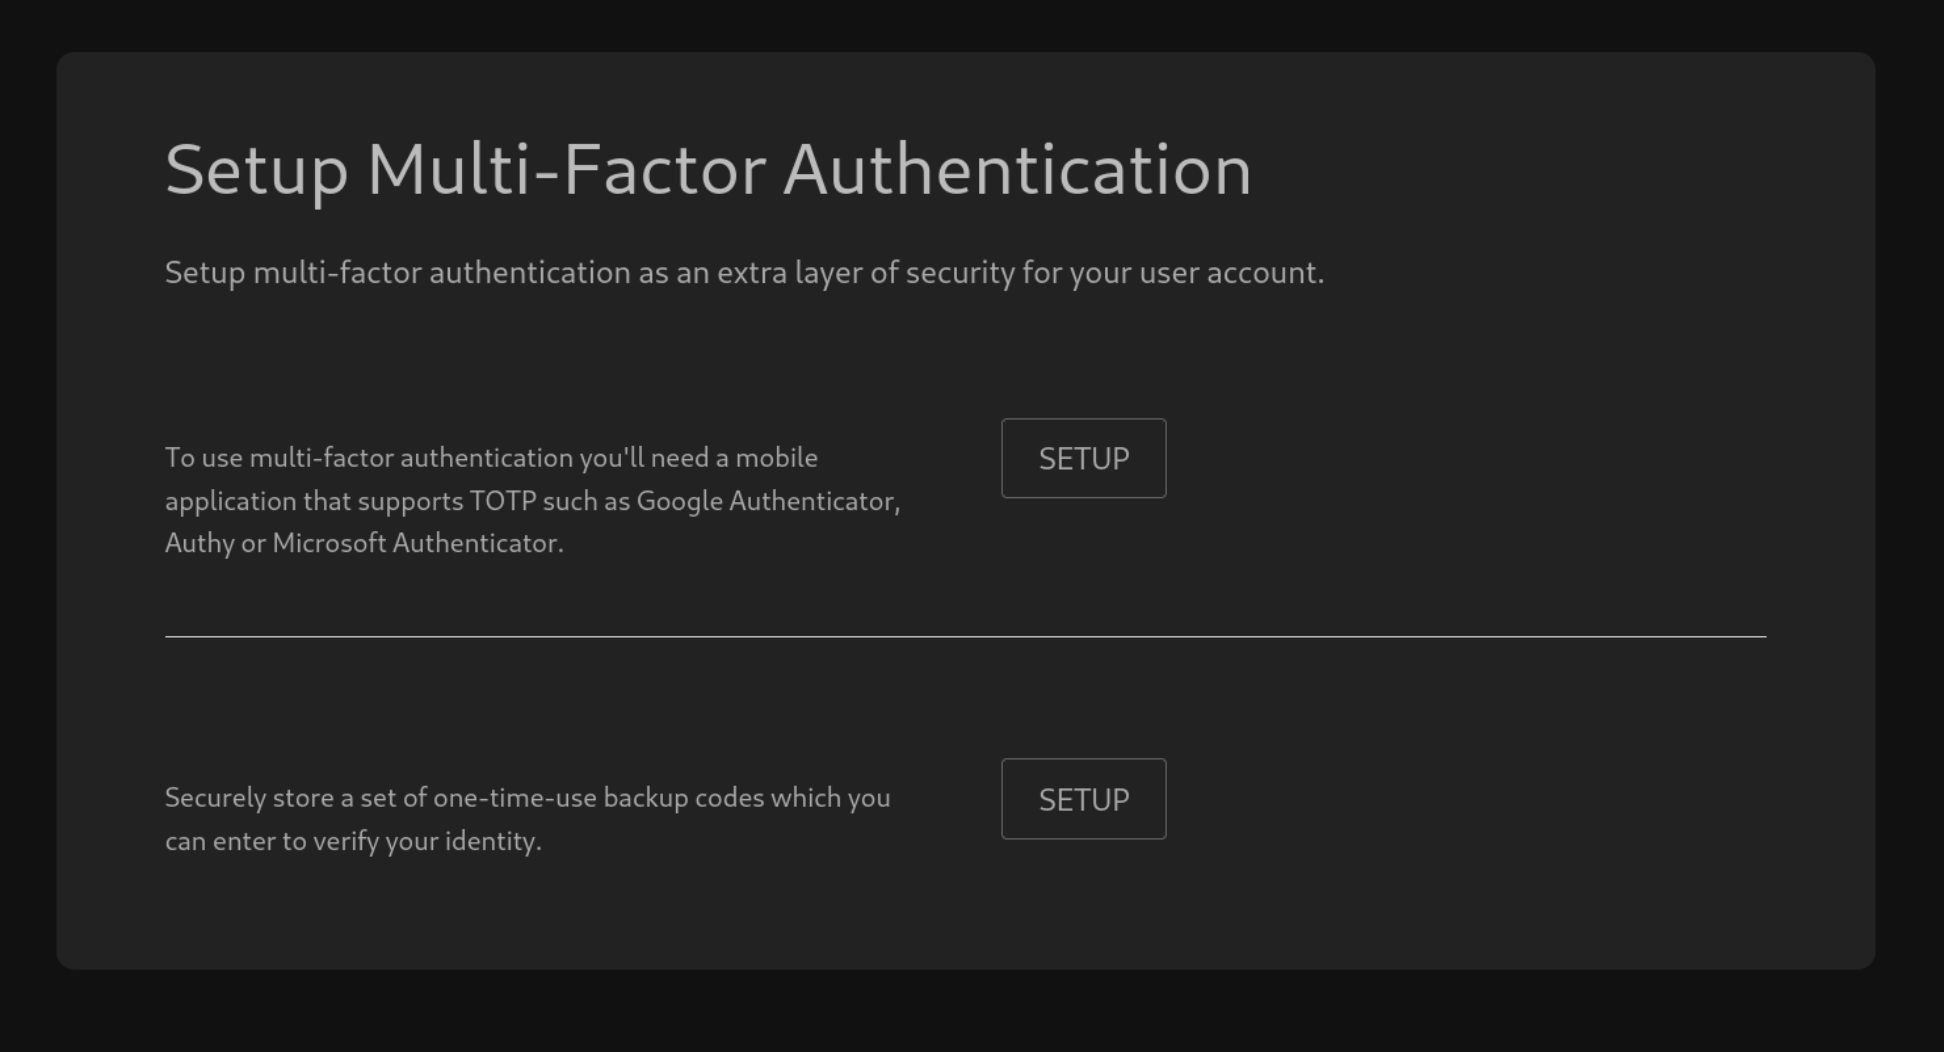 Setup Multi-Factor Authentication
Setup multi-factor authentication as an extra layer of security for your user account.
To use multi-factor authentication you'll need a mobile
application that supports TOTP such as Google Authenticator,
Authy or Microsoft Authenticator.
SETUP
Securely store a set of one-time-use backup codes which you
can enter to verify your identity.
SETUP